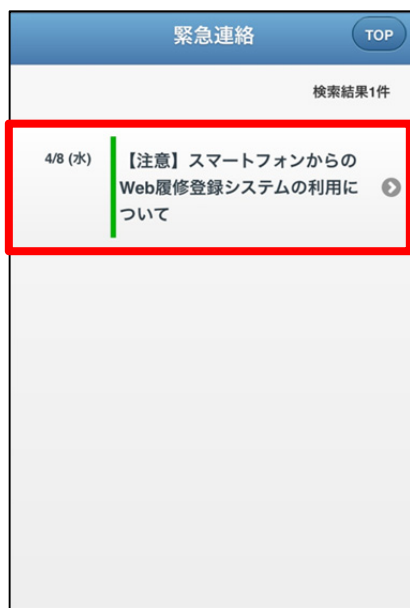 緊急連絡
TOP
検索結果1件
4/8 (水)
【注意】スマートフォンからの
Web履修登録システムの利用に
ついて